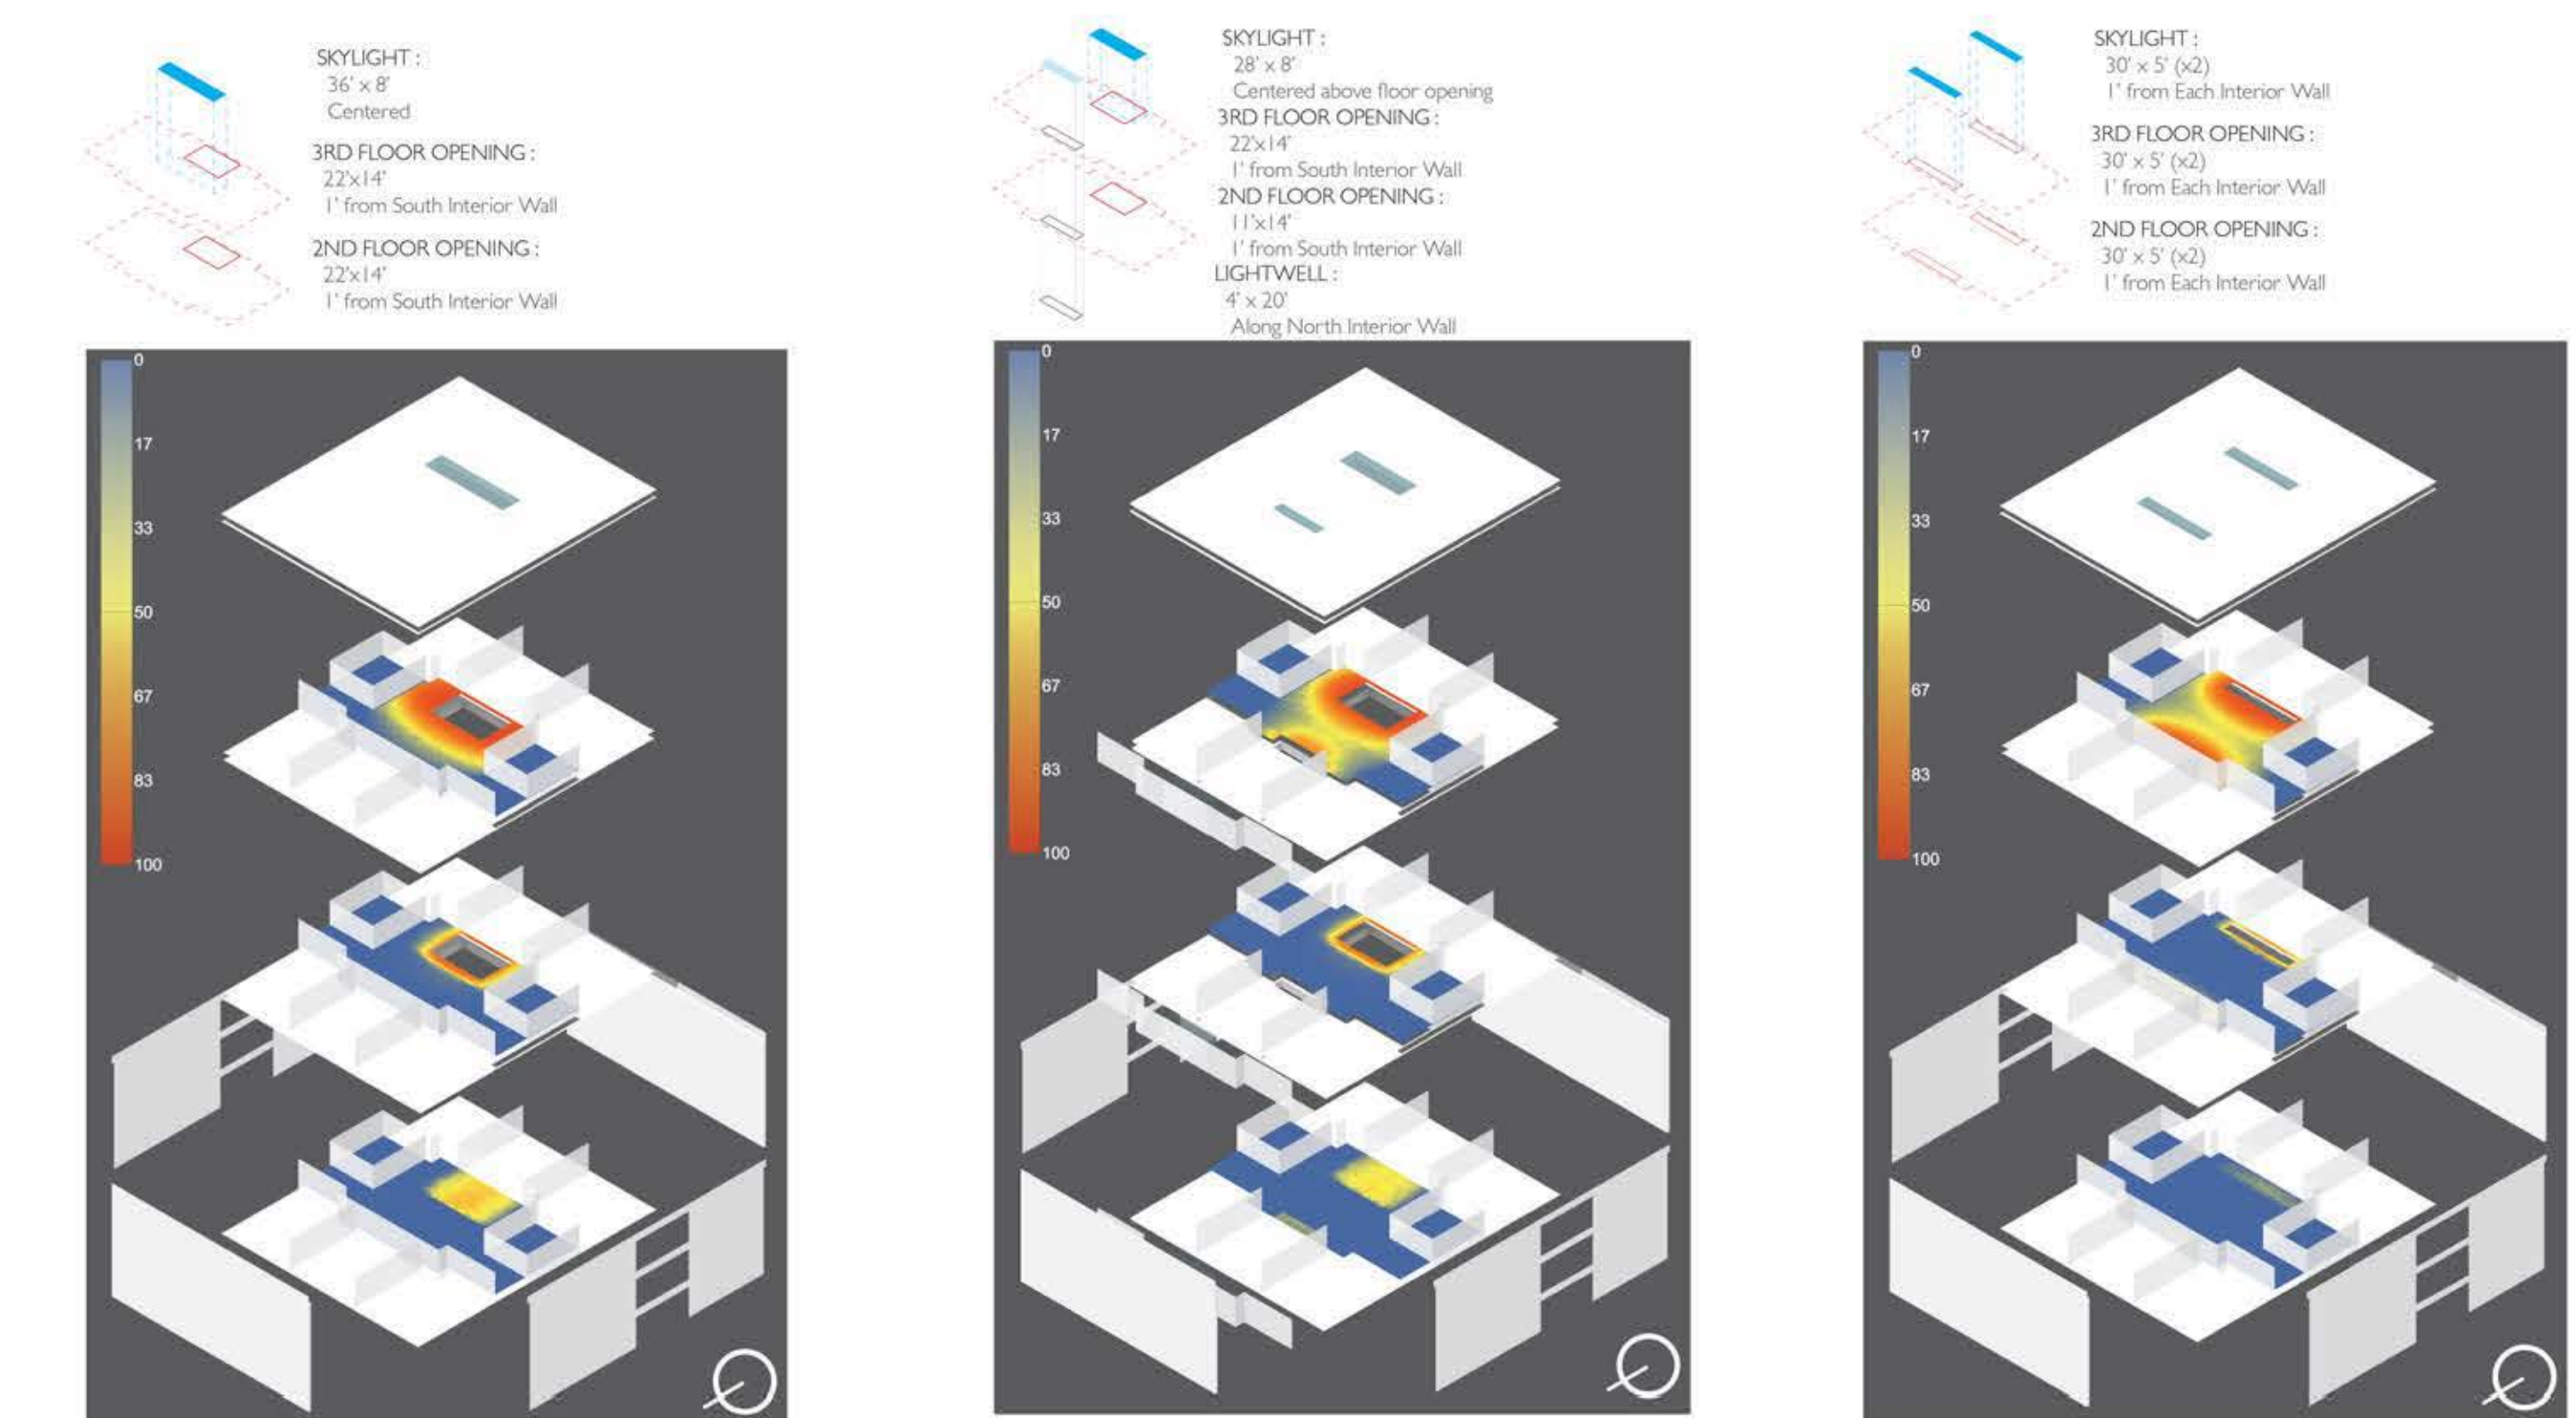 SKYLIGHT :
36' x 8'
Centered
3RD FLOOR OPENING :
22'x14'
1' from South Interior Wall
2ND FLOOR OPENING :
22'x14'
1' from South Interior Wall
SKYLIGHT :
28' x 8'
Centered above floor opening
3RD FLOOR OPENING :
22'x14'
1' from South Interior Wall
2ND FLOOR OPENING :
11'x14'
1' from South Interior Wall
LIGHTWELL :
4' x 20'
Along North Interior Wall
SKYLIGHT :
30' x 5' (x2)
1' from Each Interior Wall
3RD FLOOR OPENING :
30' x 5' (x2)
1' from Each Interior Wall
2ND FLOOR OPENING :
30' x 5' (x2)
1' from Each Interior Wall
0
17
33
50
67
83
100
0
17
33
50
67
83
100
0
17
33
50
67
83
100